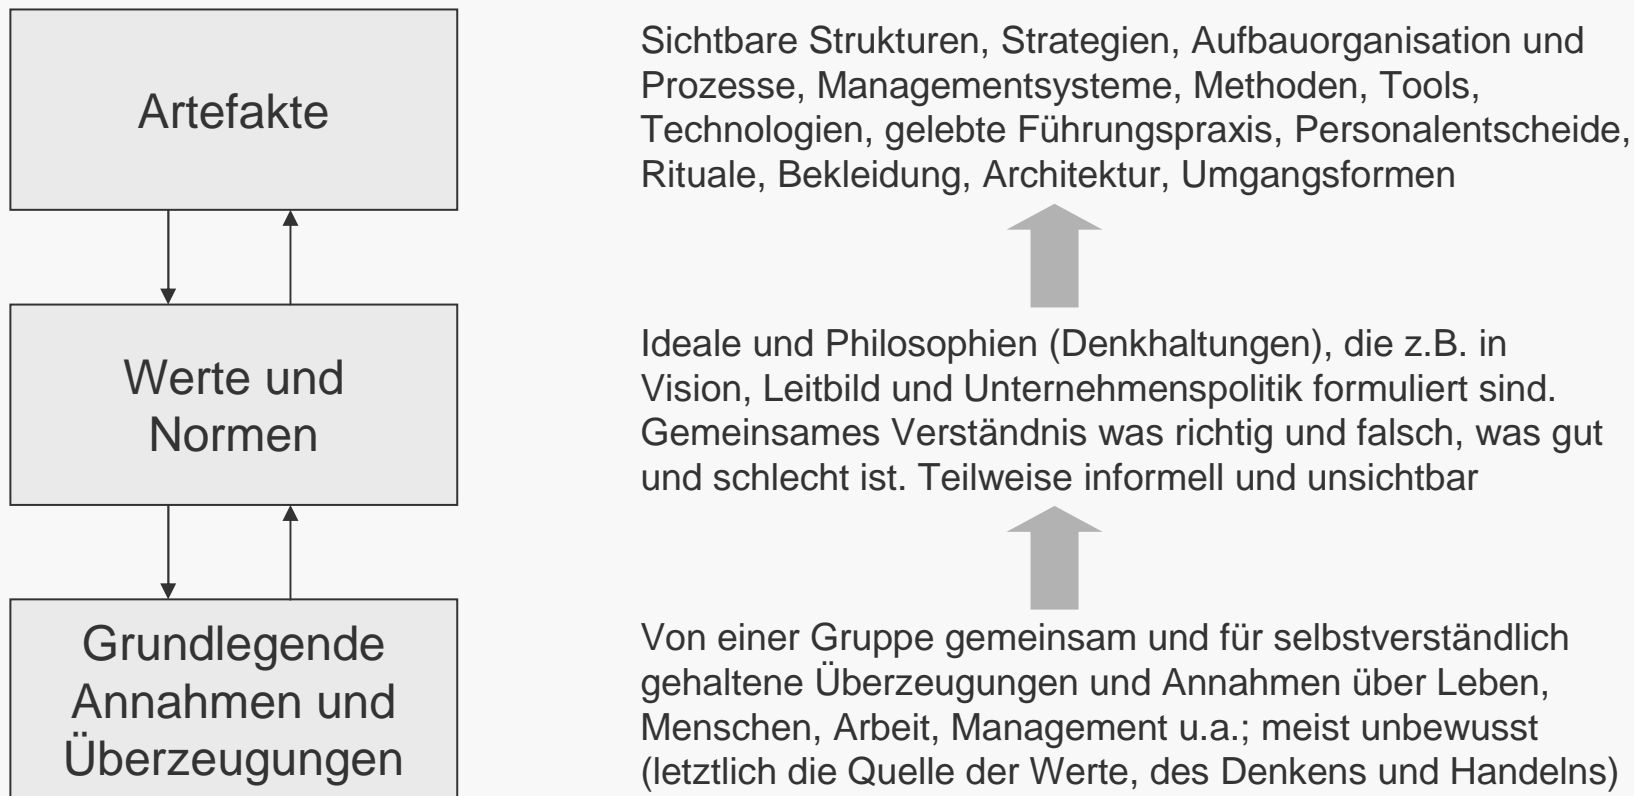 Artefakte
Sichtbare Strukturen, Strategien, Aufbauorganisation und
Prozesse, Managementsysteme, Methoden, Tools,
Technologien, gelebte Führungspraxis, Personalentscheide,
Rituale, Bekleidung, Architektur, Umgangsformen
Werte und
Normen
Ideale und Philosophien (Denkhaltungen), die z.B. in
Vision, Leitbild und Unternehmenspolitik formuliert sind.
Gemeinsames Verständnis was richtig und falsch, was gut
und schlecht ist. Teilweise informell und unsichtbar
Grundlegende
Annahmen und
Überzeugungen
Von einer Gruppe gemeinsam und für selbstverständlich
gehaltene Überzeugungen und Annahmen über Leben,
Menschen, Arbeit, Management u.a.; meist unbewusst
(letztlich die Quelle der Werte, des Denkens und Handelns)